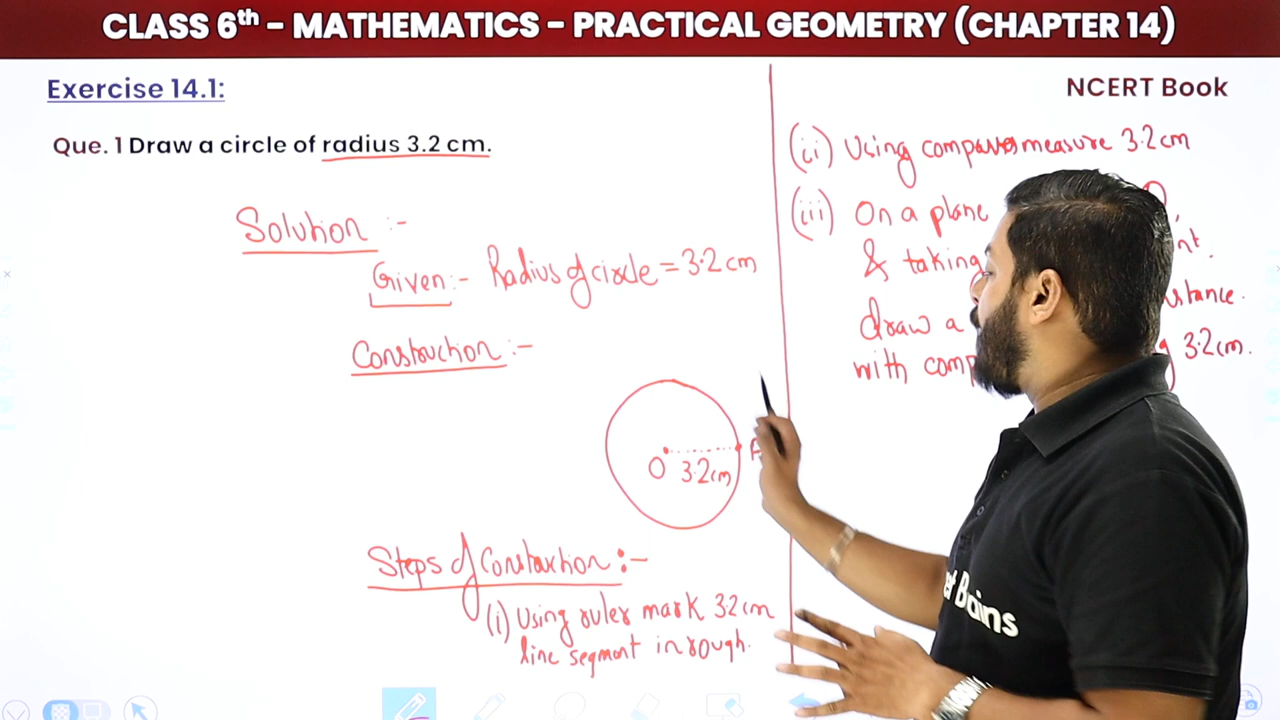 CLASS 6th - MATHEMATICS - PRACTICAL GEOMETRY (CHAPTER 14)
Exercise 14.1:
NCERT Book
Que. 1 Draw a circle of radius 3.2 cm.
Solution :-
Given :- Radius of circle = 3.2 cm
Construction :-
O 3.2cm
Steps of Construction :-
(i) Using ruler mark 3.2 cm
line segment in rough.
(ii) Using compass measure 3.2 cm
(iii) On a plane
& taking
draw a
with 3.2 cm.